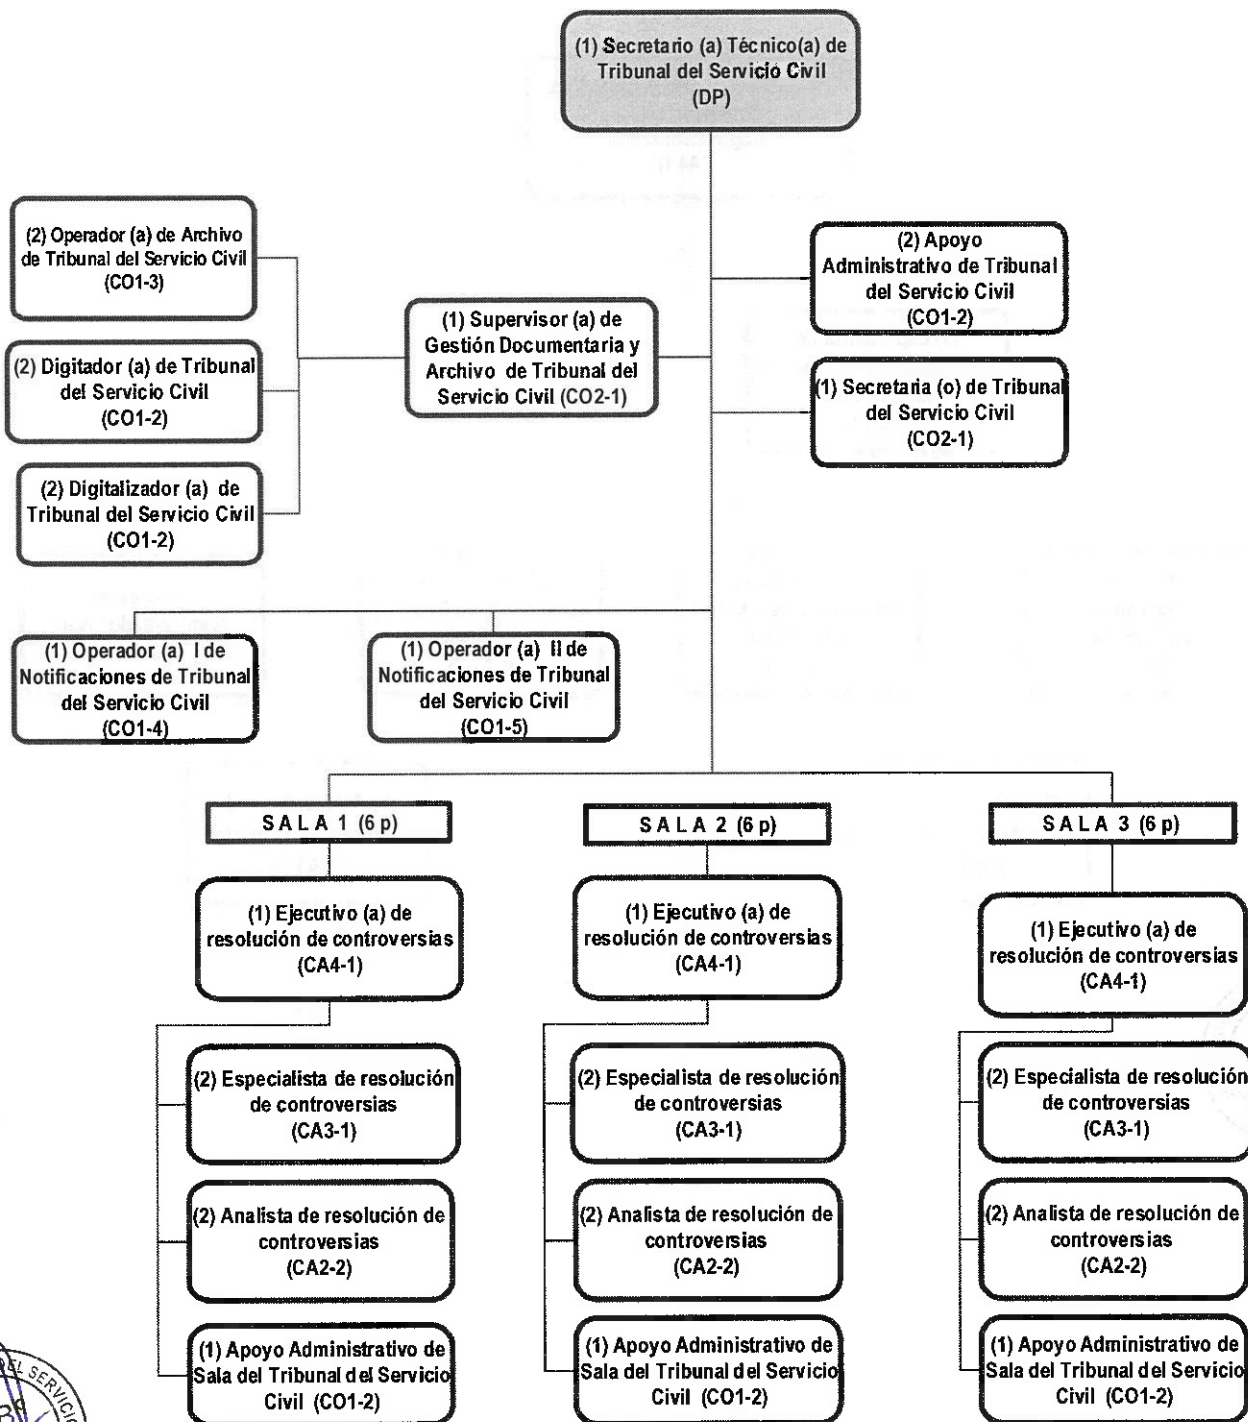 (1) Secretario (a) Técnico(a) de
Tribunal del Servicio Civil
(DP)
(2) Operador (a) de Archivo
de Tribunal del Servicio Civil
(CO1-3)
(2) Digitador (a) de Tribunal
del Servicio Civil
(CO1-2)
(2) Digitalizador (a) de
Tribunal del Servicio Civil
(CO1-2)
(1) Supervisor (a) de
Gestión Documentaria y
Archivo de Tribunal del
Servicio Civil (CO2-1)
(2) Apoyo
Administrativo de Tribunal
del Servicio Civil
(CO1-2)
(1) Secretaria (o) de Tribunal
del Servicio Civil
(CO2-1)
(1) Operador (a) I de
Notificaciones de Tribunal
del Servicio Civil
(CO1-4)
(1) Operador (a) II de
Notificaciones de Tribunal
del Servicio Civil
(CO1-5)
SALA 1 (6 p)
(1) Ejecutivo (a) de
resolución de controversias
(CA4-1)
(2) Especialista de resolución
de controversias
(CA3-1)
(2) Analista de resolución de
controversias
(CA2-2)
(1) Apoyo Administrativo de
Sala del Tribunal del Servicio
Civil (CO1-2)
SALA 2 (6 p)
(1) Ejecutivo (a) de
resolución de controversias
(CA4-1)
(2) Especialista de resolución
de controversias
(CA3-1)
(2) Analista de resolución de
controversias
(CA2-2)
(1) Apoyo Administrativo de
Sala del Tribunal del Servicio
Civil (CO1-2)
SALA 3 (6 p)
(1) Ejecutivo (a) de
resolución de controversias
(CA4-1)
(2) Especialista de resolución
de controversias
(CA3-1)
(2) Analista de resolución de
controversias
(CA2-2)
(1) Apoyo Administrativo de
Sala del Tribunal del Servicio
Civil (CO1-2)
DEL SERVICIO